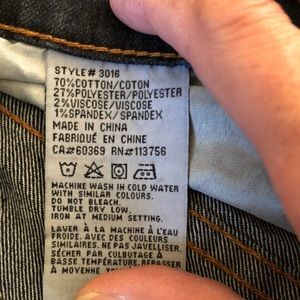 STYLE# 3016
70%COTTON/COTON
27%POLYESTER/POLYESTER
2%VISCOSE/VISCOSE
1%SPANDEX/SPANDEX
MADE IN CHINA
FABRIQUÉ EN CHINE
CA#60369 RN#113756
MACHINE WASH IN COLD WATER
WITH SIMILAR COLOURS.
DO NOT BLEACH.
TUMBLE DRY LOW.
IRON AT MEDIUM SETTING.
LAVER À LA MACHINE À L'EAU
FROIDE. AVEC DES COULEURS
SIMILAIRES. NE PAS JAVELLISER.
SÉCHER PAR CULBUTAGE À
BASSE TEMPÉRATURE. REPASSER
À MOYENNE